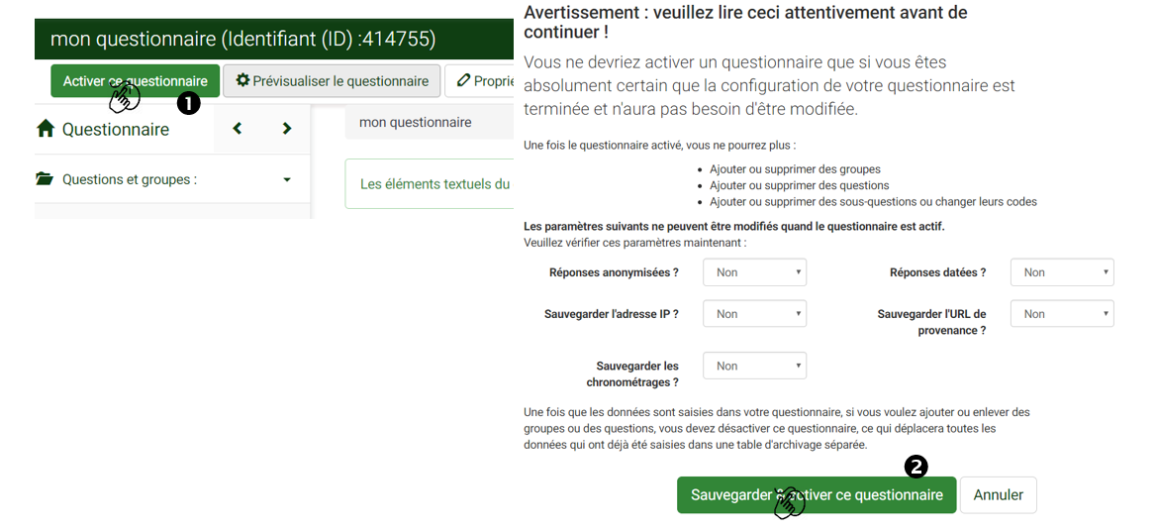 mon questionnaire (Identifiant (ID) :414755)
Activer ce questionnaire
Prévisualiser le questionnaire
Proprie
1
Questionnaire
mon questionnaire
Questions et groupes :
Les éléments textuels du
Avertissement : veuillez lire ceci attentivement avant de
continuer !
Vous ne devriez activer un questionnaire que si vous êtes
absolument certain que la configuration de votre questionnaire est
terminée et n'aura pas besoin d'être modifiée.
Une fois le questionnaire activé, vous ne pourrez plus :
• Ajouter ou supprimer des groupes
• Ajouter ou supprimer des questions
• Ajouter ou supprimer des sous-questions ou changer leurs codes
Les paramètres suivants ne peuvent être modifiés quand le questionnaire est actif.
Veuillez vérifier ces paramètres maintenant :
Réponses anonymisées ? Non
Réponses datées ? Non
Sauvegarder l'adresse IP ? Non
Sauvegarder l'URL de
provenance ?
Non
Sauvegarder les
chronométrages ?
Non
Une fois que les données sont saisies dans votre questionnaire, si vous voulez ajouter ou enlever des
groupes ou des questions, vous devez désactiver ce questionnaire, ce qui déplacera toutes les
données qui ont déjà été saisies dans une table d'archivage séparée.
2
Sauvegarder & activer ce questionnaire
Annuler